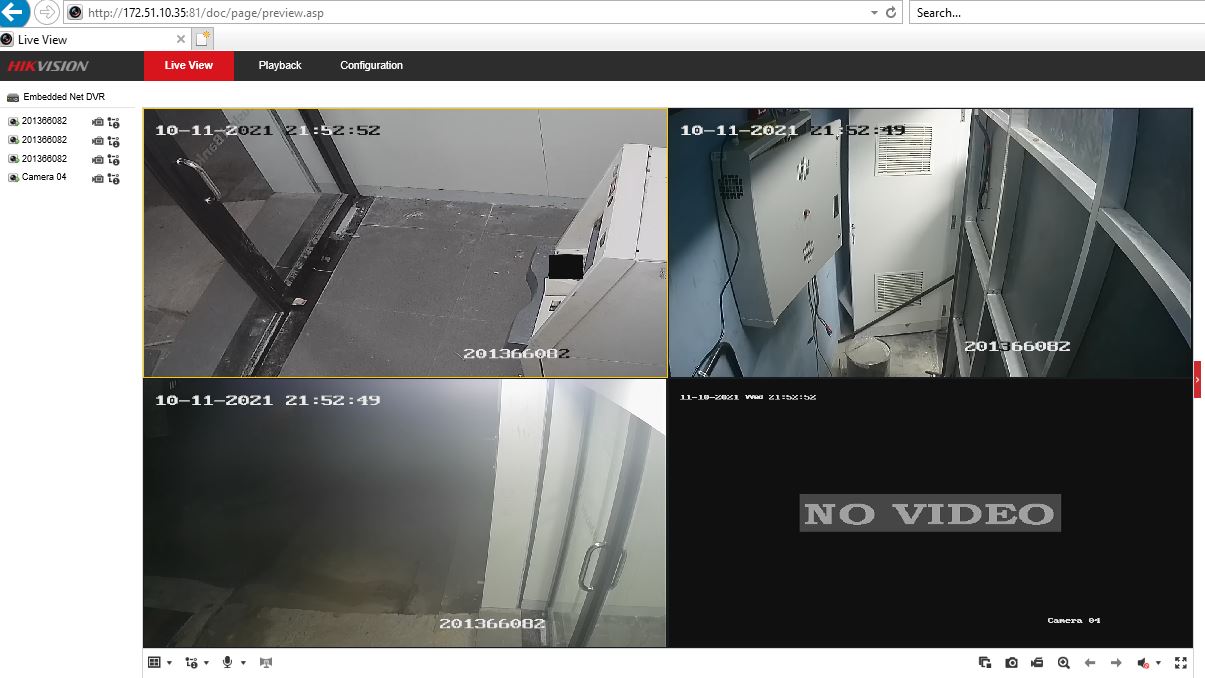 http://172.51.10.35:81/doc/page/preview.asp
Search...
Live View
HIKVISION
Live View
Playback
Configuration
Embedded Net DVR
201366082
201366082
201366082
Camera 04
10-11-2021 21:52:52
201366082
10-11-2021 21:52:49
201366082
10-11-2021 21:52:49
201366082
11-10-2021 Wed 21:52:52
NO VIDEO
Camera 04